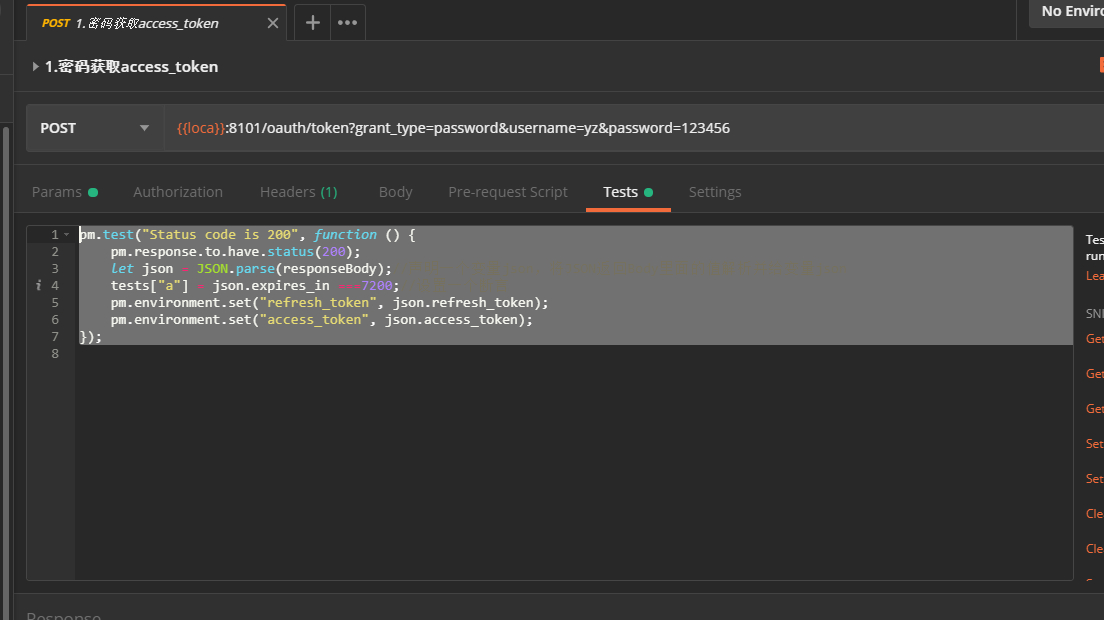 POST 1.密码获取access_token
No Enviro
1.密码获取access_token
POST
{{loca}}:8101/oauth/token?grant_type=password&username=yz&password=123456
Params
Authorization
Headers (1)
Body
Pre-request Script
Tests
Settings
1 pm.test("Status code is 200", function () {
2 pm.response.to.have.status(200);
3 let json = JSON.parse(responseBody);
4 tests["a"] json.expires_in 7200;
5 pm.environment.set("refresh_token", json.refresh_token);
6 pm.environment.set("access_token", json.access_token);
7 });
8
Tes
run
Lea
SNI
Get
Get
Get
Set
Set
Cle
Cle
Response